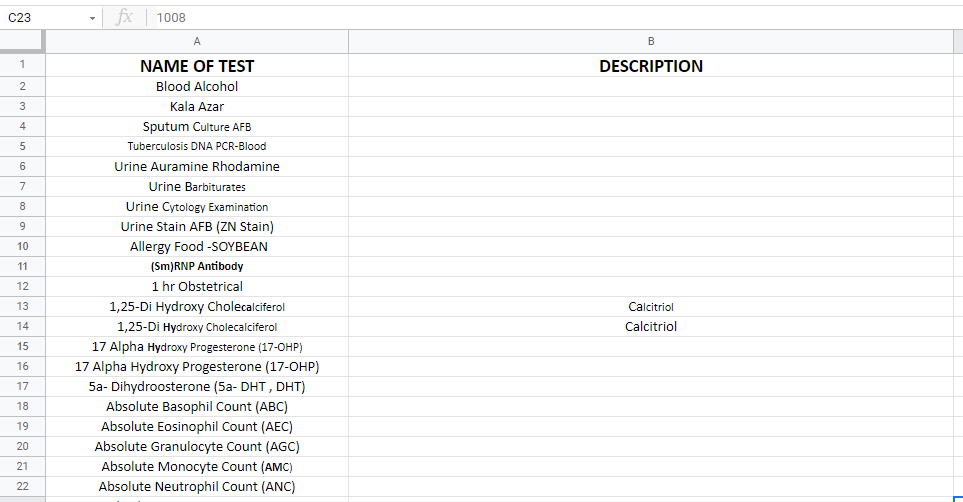 C23 fx 1008
A B
1 NAME OF TEST DESCRIPTION
2 Blood Alcohol
3 Kala Azar
4 Sputum Culture AFB
5 Tuberculosis DNA PCR-Blood
6 Urine Auramine Rhodamine
7 Urine Barbiturates
8 Urine Cytology Examination
9 Urine Stain AFB (ZN Stain)
10 Allergy Food -SOYBEAN
11 (Sm)RNP Antibody
12 1 hr Obstetrical
13 1,25-Di Hydroxy Cholecalciferol Calcitriol
14 1,25-Di Hydroxy Cholecalciferol Calcitriol
15 17 Alpha Hydroxy Progesterone (17-OHP)
16 17 Alpha Hydroxy Progesterone (17-OHP)
17 5a- Dihydroosterone (5a- DHT , DHT)
18 Absolute Basophil Count (ABC)
19 Absolute Eosinophil Count (AEC)
20 Absolute Granulocyte Count (AGC)
21 Absolute Monocyte Count (AMC)
22 Absolute Neutrophil Count (ANC)